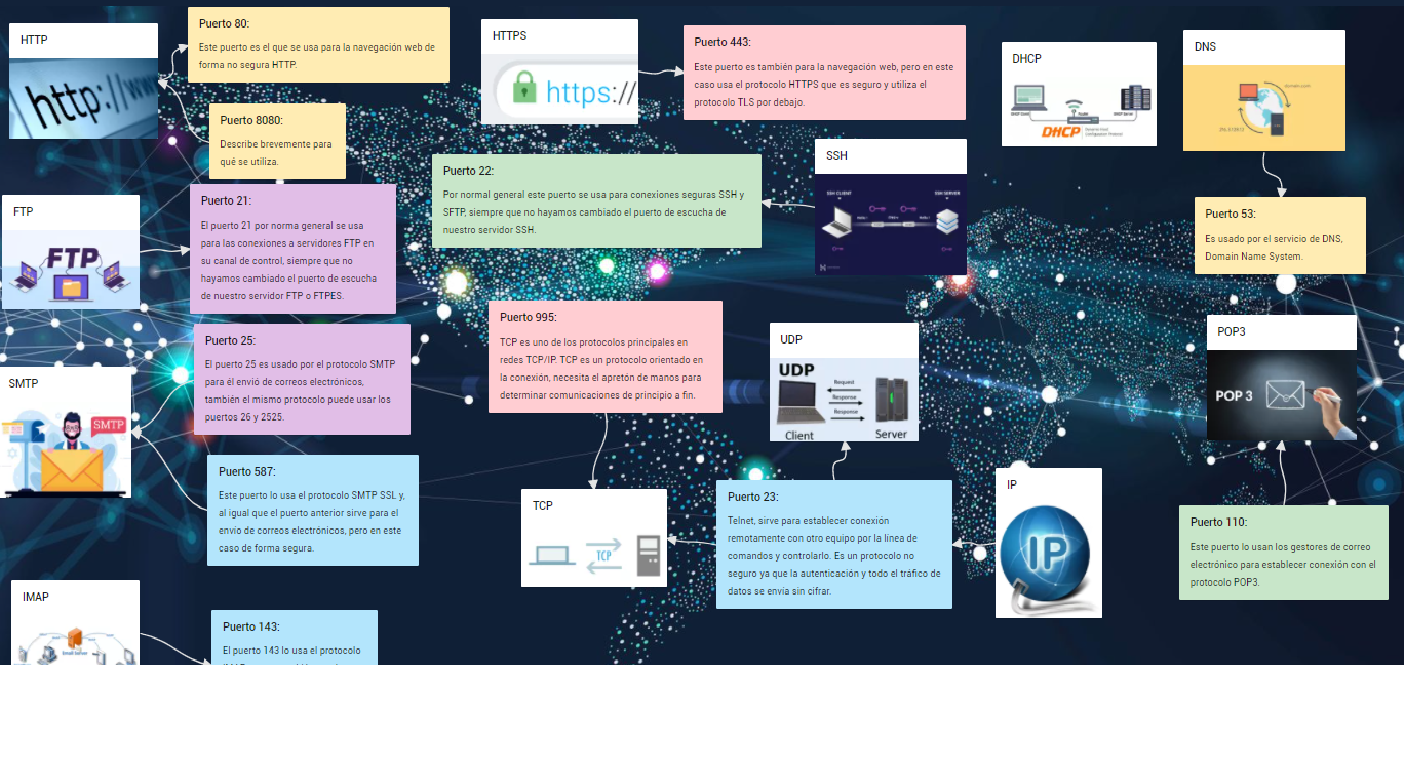 HTTP
http://www
Puerto 80:
Este puerto es el que se usa para la navegación web de
forma no segura HTTP.
Puerto 8080:
Describe brevemente para
qué se utiliza.
HTTPS
https://
Puerto 443:
Este puerto es también para la navegación web, pero en este
caso usa el protocolo HTTPS que es seguro y utiliza el
protocolo TLS por debajo.
DHCP
DHCP Client
Router
DHCP Server
DHCP
DNS
FTP
FTP
Puerto 21:
El puerto 21 por norma general se usa
para las conexiones a servidores FTP en
su canal de control, siempre que no
hayamos cambiado el puerto de escucha
de nuestro servidor FTP o FTPES.
Puerto 22:
Por normal general este puerto se usa para conexiones seguras SSH y
SFTP, siempre que no hayamos cambiado el puerto de escucha de
nuestro servidor SSH.
SSH
SSH CLIENT
SSH SERVER
Puerto 53:
Es usado por el servicio de DNS,
Domain Name System.
SMTP
SMTP
Puerto 25:
El puerto 25 es usado por el protocolo SMTP
para él envió de correos electrónicos,
también el mismo protocolo puede usar los
puertos 26 y 2525.
Puerto 995:
TCP es uno de los protocolos principales en
redes TCP/IP. TCP es un protocolo orientado en
la conexión, necesita el apretón de manos para
determinar comunicaciones de principio a fin.
UDP
UDP
Request
Response
Response
Client
Server
POP3
POP 3
Puerto 587:
Este puerto lo usa el protocolo SMTP SSL y,
al igual que el puerto anterior sirve para el
envío de correos electrónicos, pero en este
caso de forma segura.
TCP
TCP
Puerto 23:
Telnet, sirve para establecer conexión
remotamente con otro equipo por la línea de
comandos y controlarlo. Es un protocolo no
seguro ya que la autenticación y todo el tráfico de
datos se envía sin cifrar.
IP
IP
Puerto 110:
Este puerto lo usan los gestores de correo
electrónico para establecer conexión con el
protocolo POP3.
IMAP
Email Server
Puerto 143:
El puerto 143 lo usa el protocolo